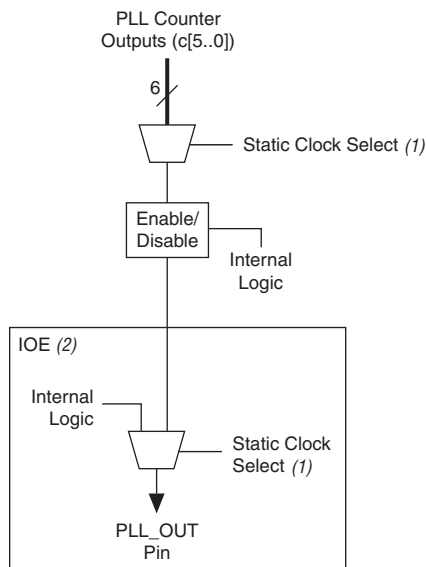 PLL Counter
Outputs (c[5..0])
6
Static Clock Select (1)
Enable/
Disable
Internal
Logic
IOE (2)
Internal
Logic
Static Clock
Select (1)
PLL_OUT
Pin